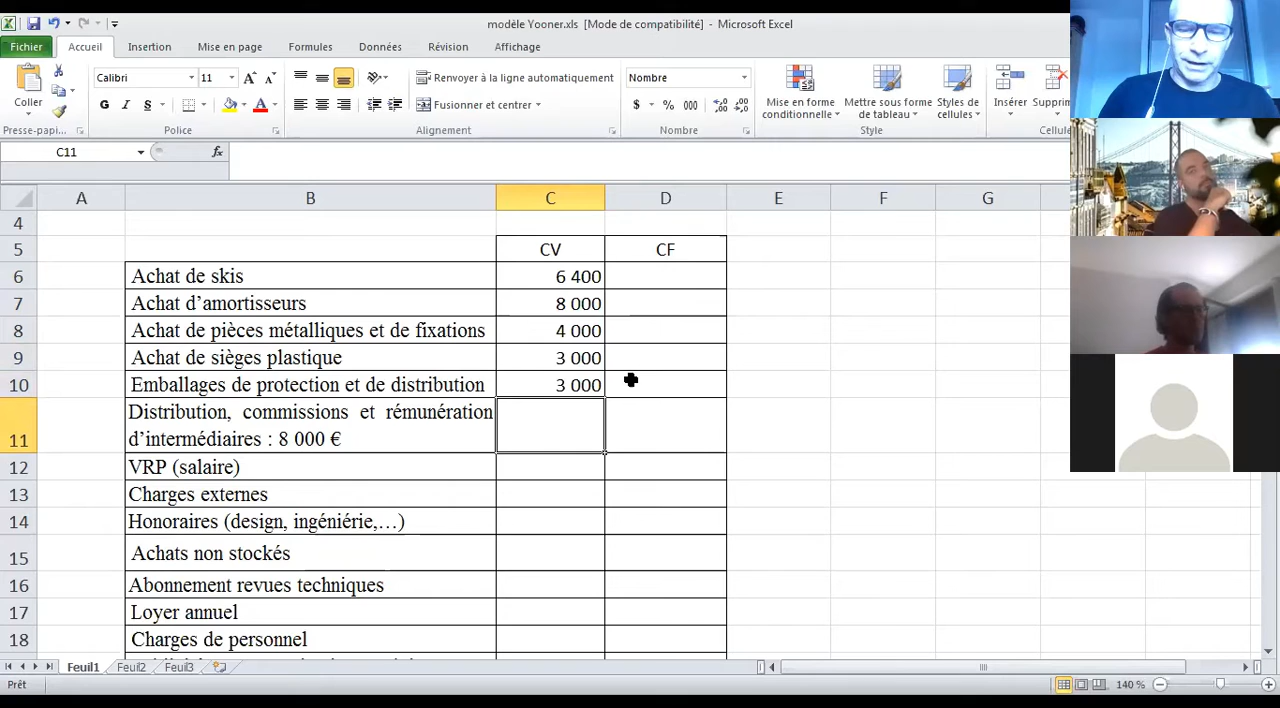 modèle Yooner.xls [Mode de compatibilité] - Microsoft Excel
Fichier Accueil Insertion Mise en page Formules Données Révision Affichage
Calibri 11 Renvoyer à la ligne automatiquement Nombre
Coller G I S A Fusionner et centrer $ % 000 Mise en forme conditionnelle Mettre sous forme de tableau Styles de cellules Insérer Supprim
Presse-papi... Police Alignement Nombre Style Cellule
C11 fx
A B C D E F G H
4
5 CV CF
6 Achat de skis 6 400
7 Achat d’amortisseurs 8 000
8 Achat de pièces métalliques et de fixations 4 000
9 Achat de sièges plastique 3 000
10 Emballages de protection et de distribution 3 000
Distribution, commissions et rémunération
11 d’intermédiaires : 8 000 €
12 VRP (salaire)
13 Charges externes
14 Honoraires (design, ingéniérie,…)
15 Achats non stockés
16 Abonnement revues techniques
17 Loyer annuel
18 Charges de personnel
Feuil1 Feuil2 Feuil3
Prêt 140 %